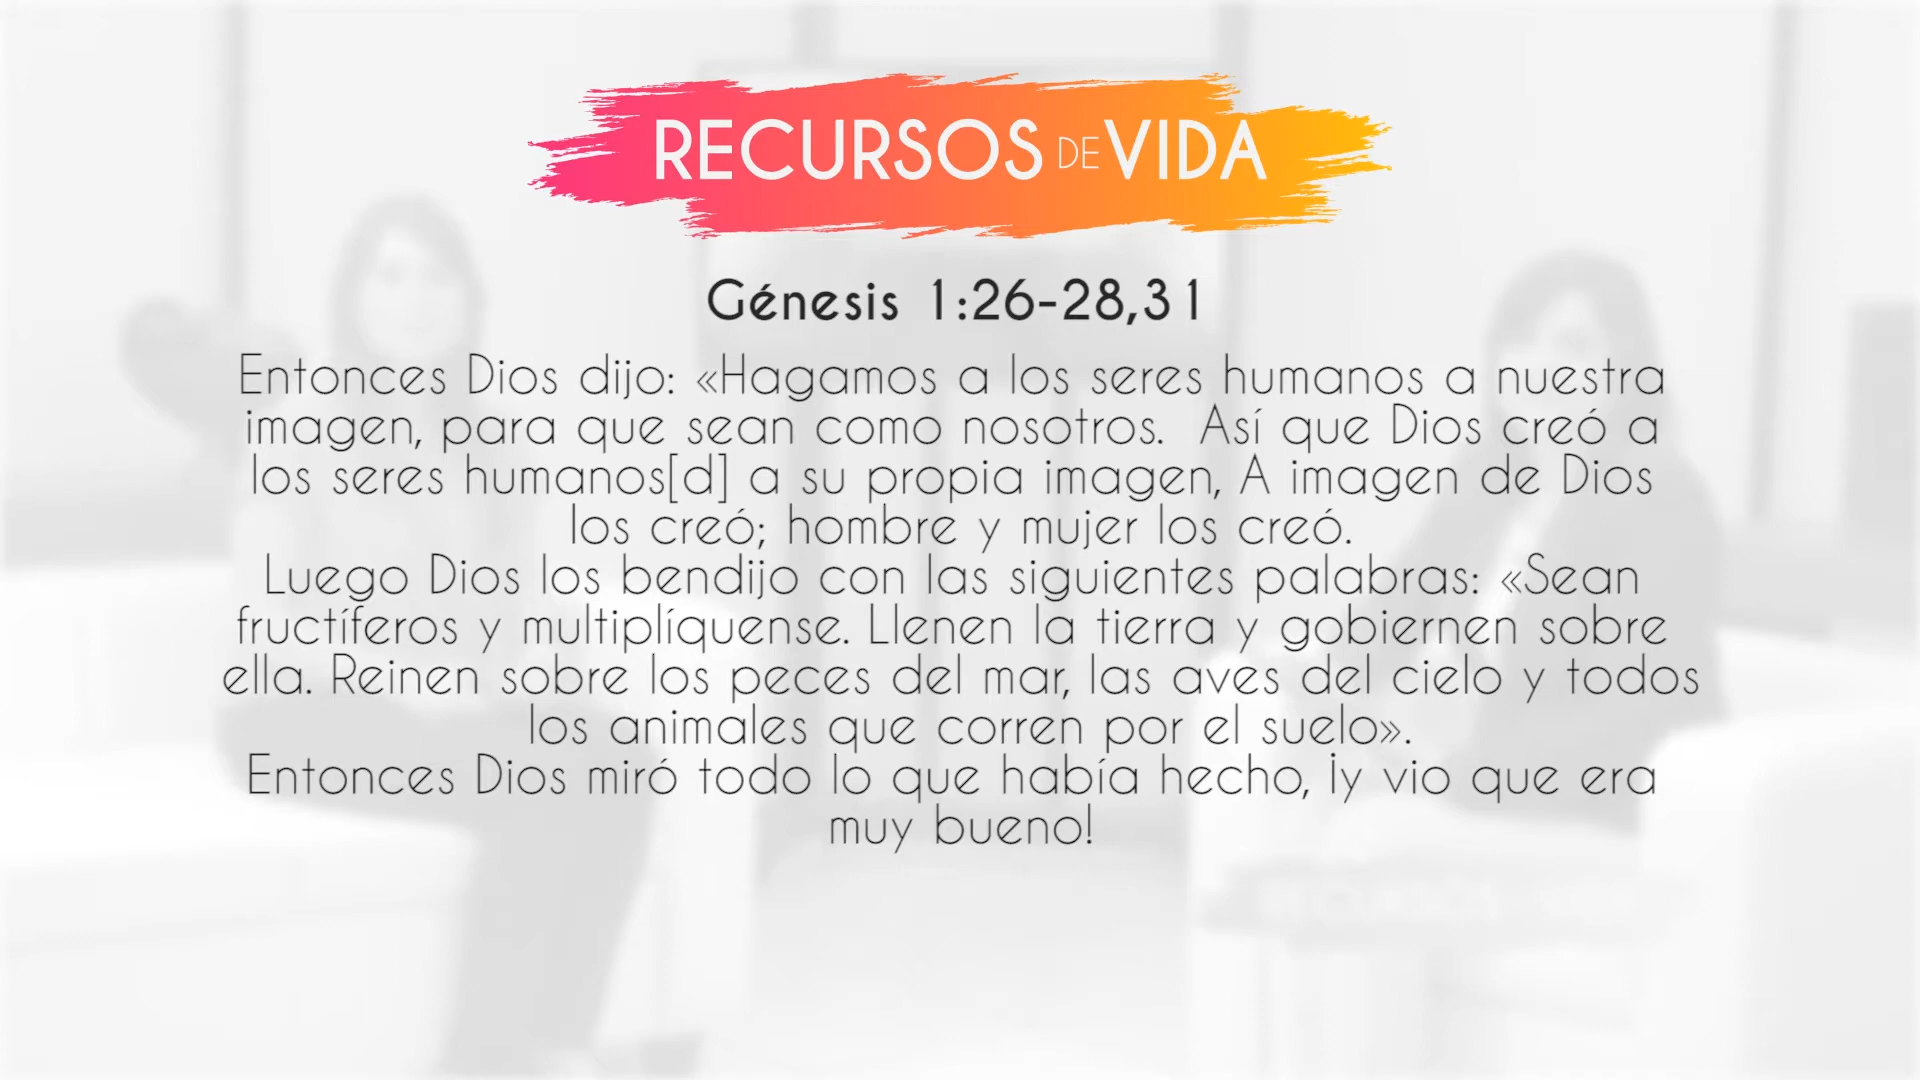 RECURSOS DE VIDA
Génesis 1:26-28,31
Entonces Dios dijo: «Hagamos a los seres humanos a nuestra
imagen, para que sean como nosotros.  Así que Dios creó a
los seres humanos[d] a su propia imagen, A imagen de Dios
los creó; hombre y mujer los creó.
Luego Dios los bendijo con las siguientes palabras: «Sean
fructíferos y multiplíquense. Llenen la tierra y gobiernen sobre
ella. Reinen sobre los peces del mar, las aves del cielo y todos
los animales que corren por el suelo».
Entonces Dios miró todo lo que había hecho, ¡y vio que era
muy bueno!